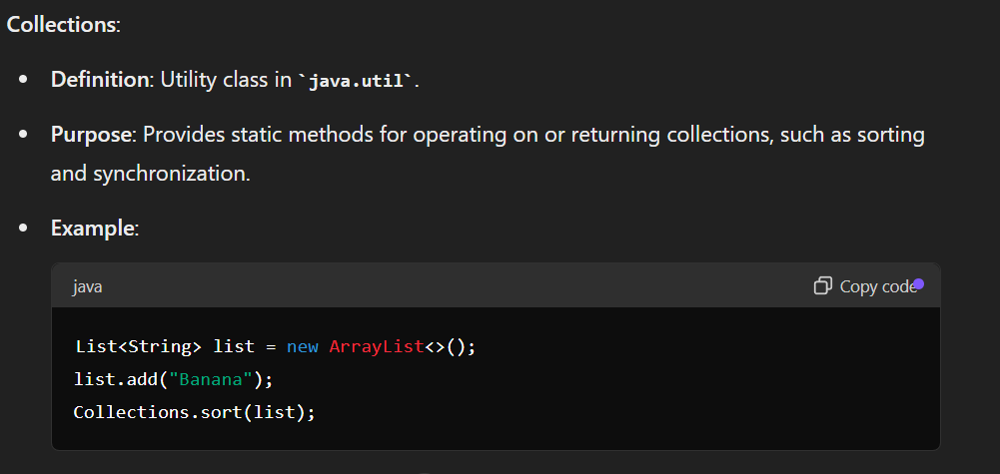 Collections:
• Definition: Utility class in `java.util`.
• Purpose: Provides static methods for operating on or returning collections, such as sorting
and synchronization.
• Example:
java Copy code
List<String> list = new ArrayList<>();
list.add("Banana");
Collections.sort(list);